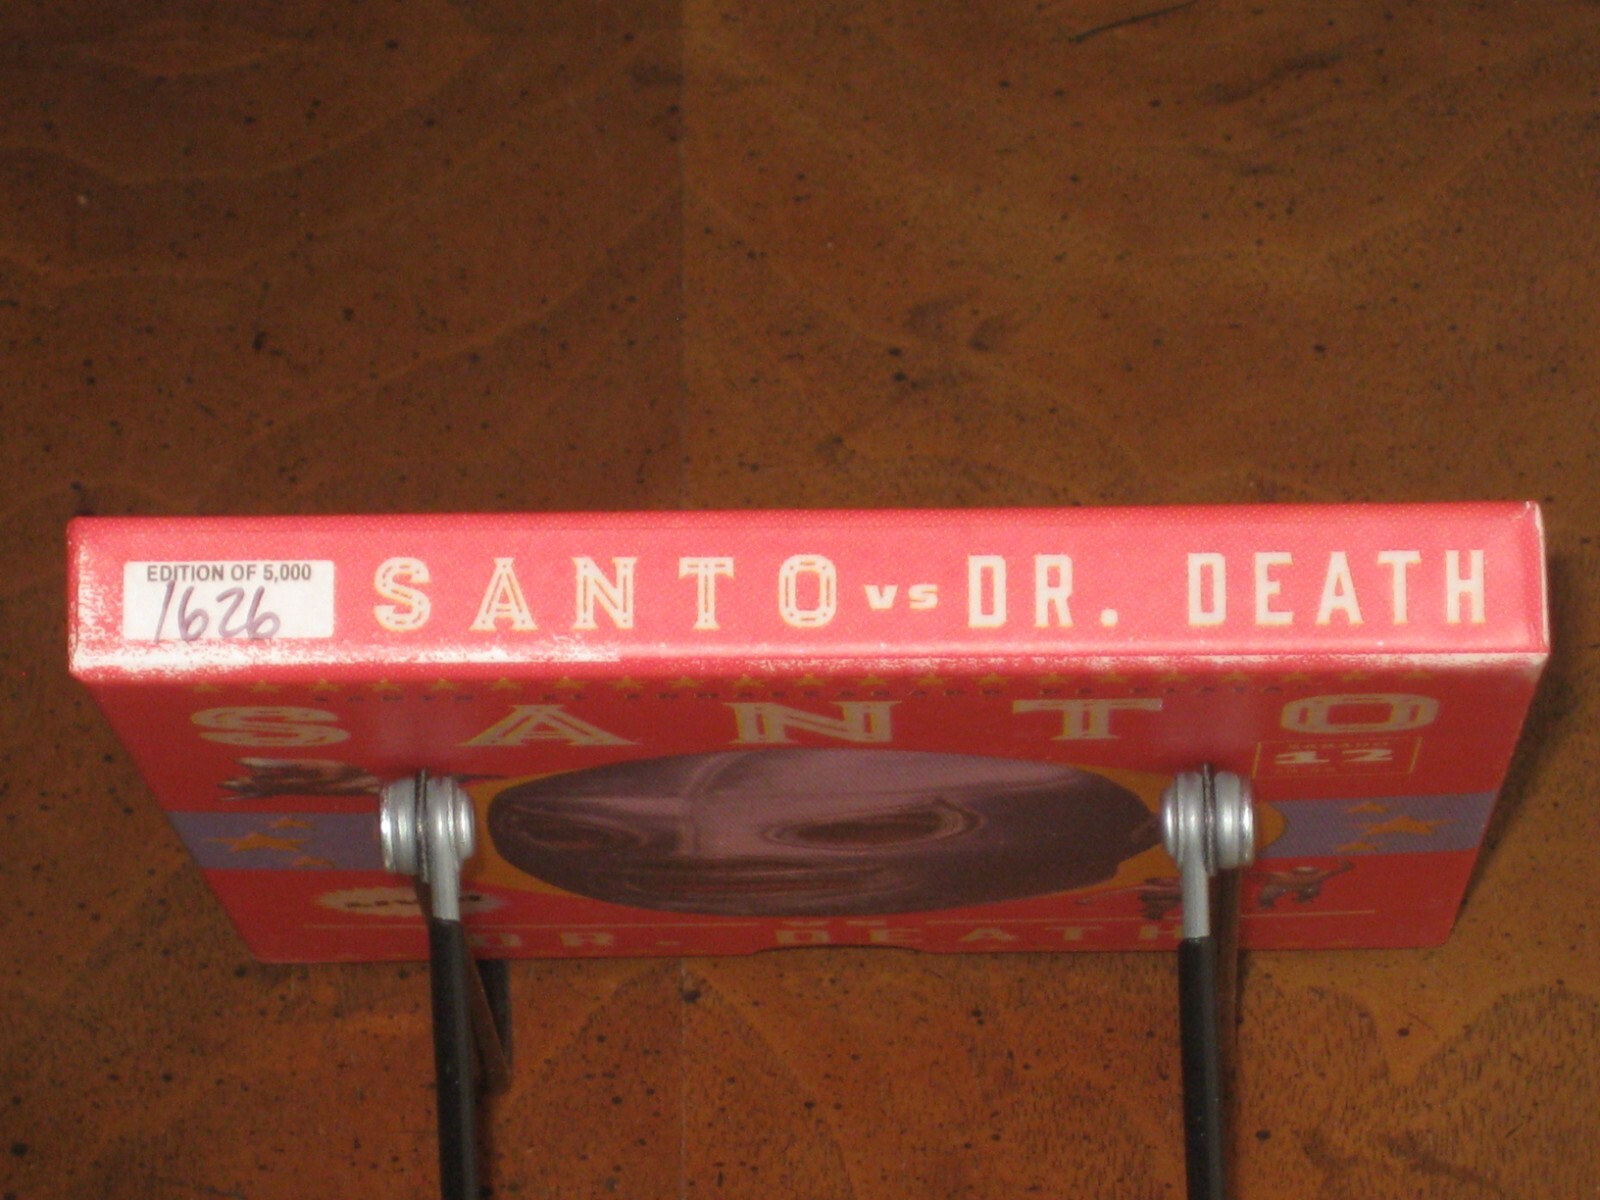 EDITION OF 5,000
1626
SANTO vs DR. DEATH
SANTO
12
DR. DEATH